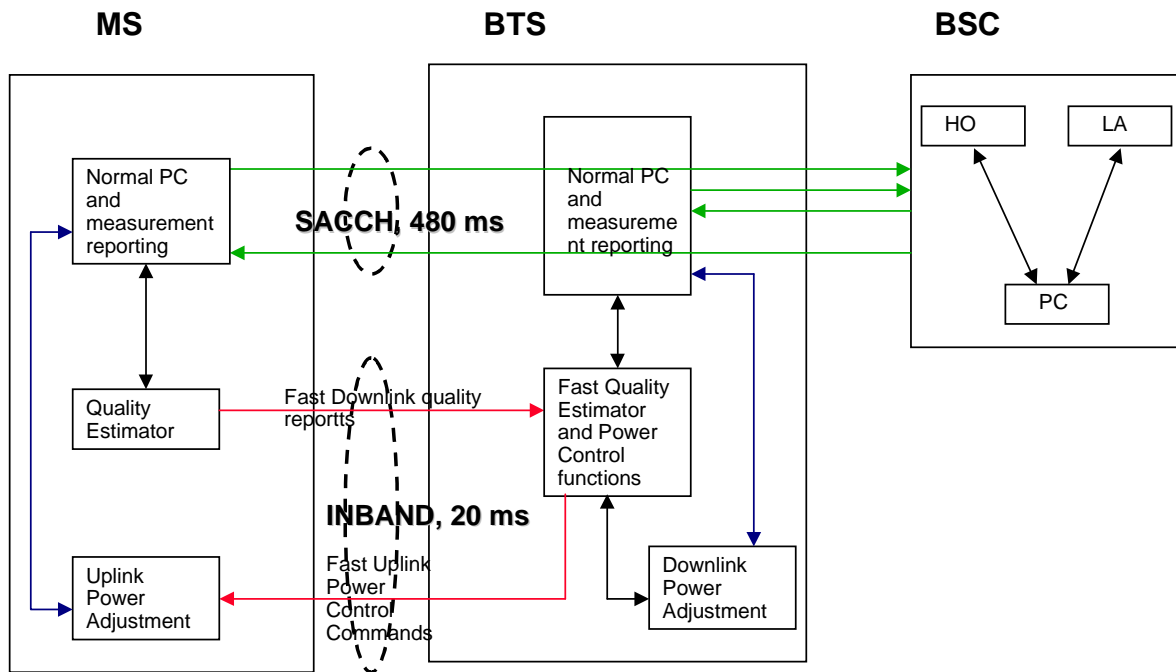 MS
BTS
BSC
HO
LA
Normal PC
and
measurement
reporting
Normal PC
and
measureme
nt reporting
SACCH, 480 ms
PC
Quality
Estimator
Fast Downlink quality
reportts
Fast Quality
Estimator
and Power
Control
functions
INBAND, 20 ms
Uplink
Power
Adjustment
Fast Uplink
Power
Control
Commands
Downlink
Power
Adjustment